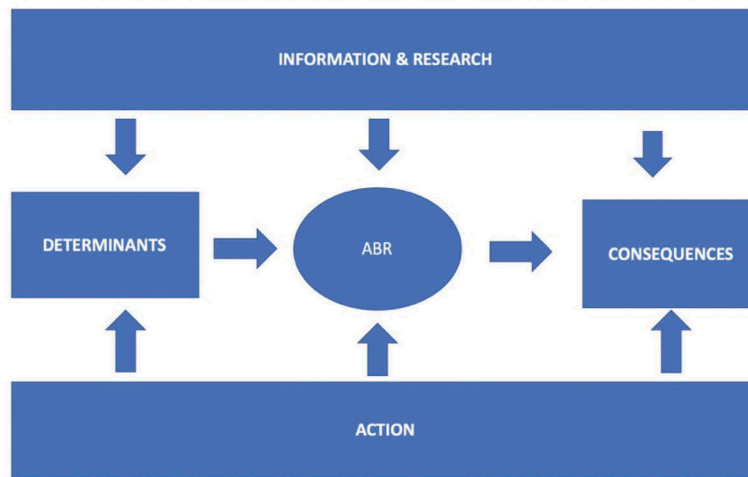 INFORMATION & RESEARCH
DETERMINANTS
ABR
CONSEQUENCES
ACTION